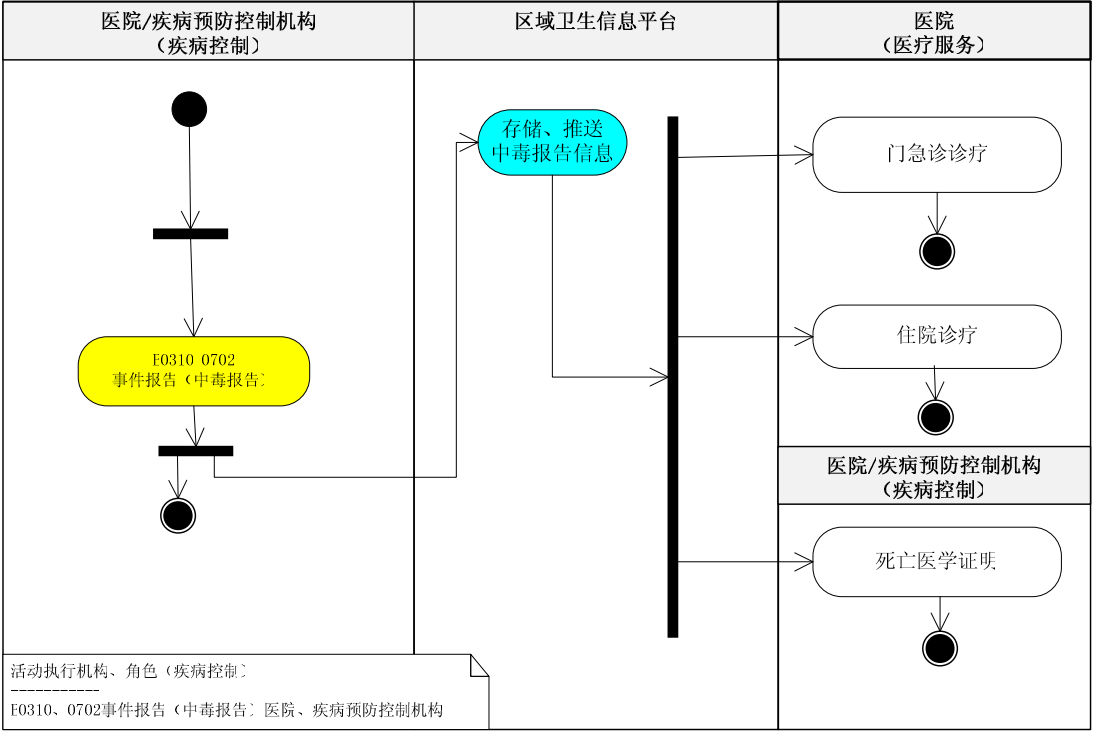 医院/疾病预防控制机构
（疾病控制）
区域卫生信息平台
医院
（医疗服务）
存储、推送
中毒报告信息
门急诊诊疗
E0310 0702
事件报告（中毒报告）
住院诊疗
医院/疾病预防控制机构
（疾病控制）
死亡医学证明
活动执行机构、角色（疾病控制）
-----------
E0310、0702事件报告（中毒报告）医院、疾病预防控制机构